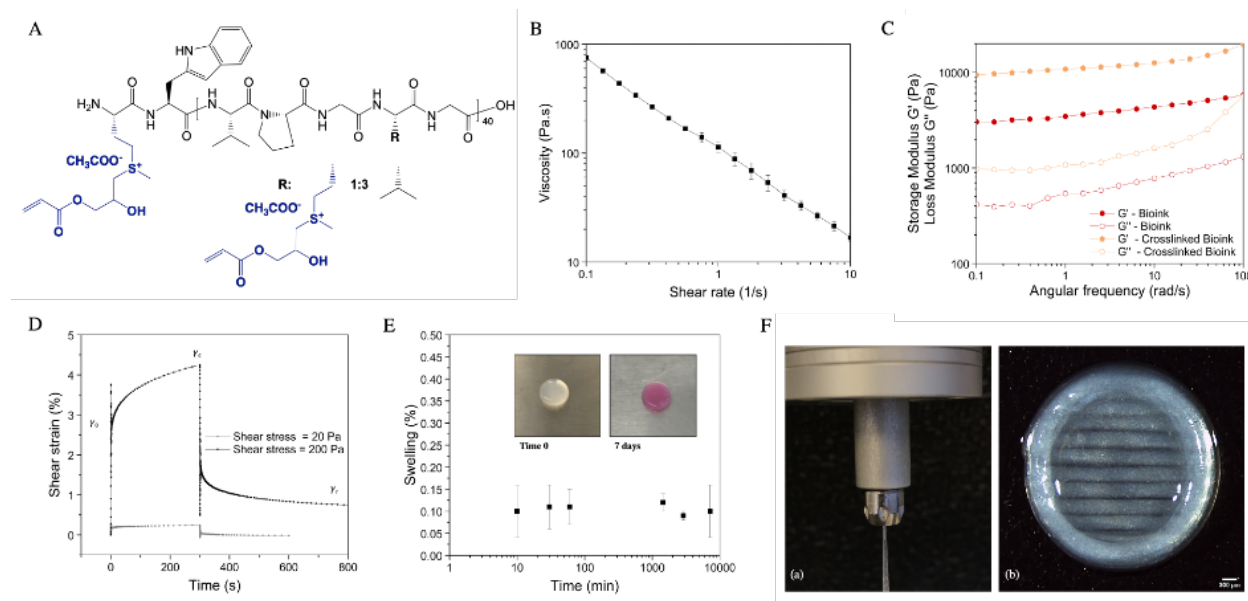 A
H₂N
O
N
H
NH
O
H
N
O
N
O
O
N
H
H
N
R
O
N
H
O
40
OH
CH₃COO⁻
S⁺
O
O
OH
R:
1:3
CH₃COO⁻
S⁺
O
O
OH
B
Viscosity (Pa.s)
1000
100
10
0.1
1
10
Shear rate (1/s)
C
Storage Modulus G' (Pa)
Loss Modulus G'' (Pa)
10000
1000
100
G' - Bioink
G'' - Bioink
G' - Crosslinked Bioink
G'' - Crosslinked Bioink
0.1
1
10
100
Angular frequency (rad/s)
D
Shear strain (%)
5
4
3
2
1
0
γ₀
γc
γr
Shear stress = 20 Pa
Shear stress = 200 Pa
0
200
400
600
800
Time (s)
E
Swelling (%)
0.50
0.45
0.40
0.35
0.30
0.25
0.20
0.15
0.10
0.05
0.00
Time 0
7 days
1
10
100
1000
10000
Time (min)
F
(a)
(b)
300 µm